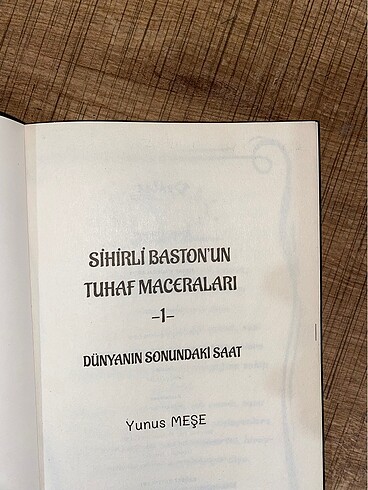 SİHİRLİ BASTON'UN
TUHAF MACERALARI
-1-
DÜNYANIN SONUNDAKİ SAAT
Yunus MEŞE